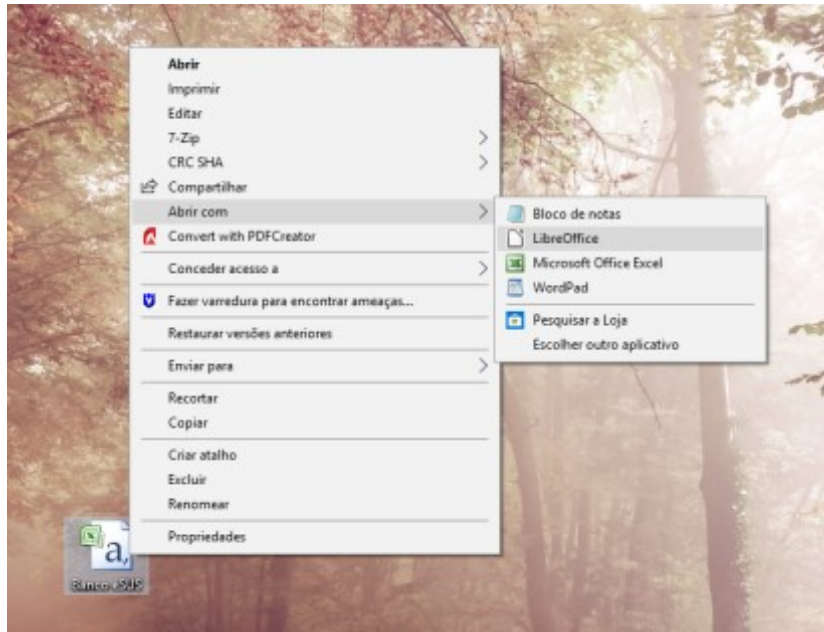 Abrir
Imprimir
Editar
7-Zip
CRC SHA
Compartilhar
Abrir com
Convert with PDFCreator
Conceder acesso a
Fazer varredura para encontrar ameaças...
Restaurar versões anteriores
Enviar para
Recortar
Copiar
Criar atalho
Excluir
Renomear
Propriedades
Bloco de notas
LibreOffice
Microsoft Office Excel
WordPad
Pesquisar a Loja
Escolher outro aplicativo
a,
Banco eSUS